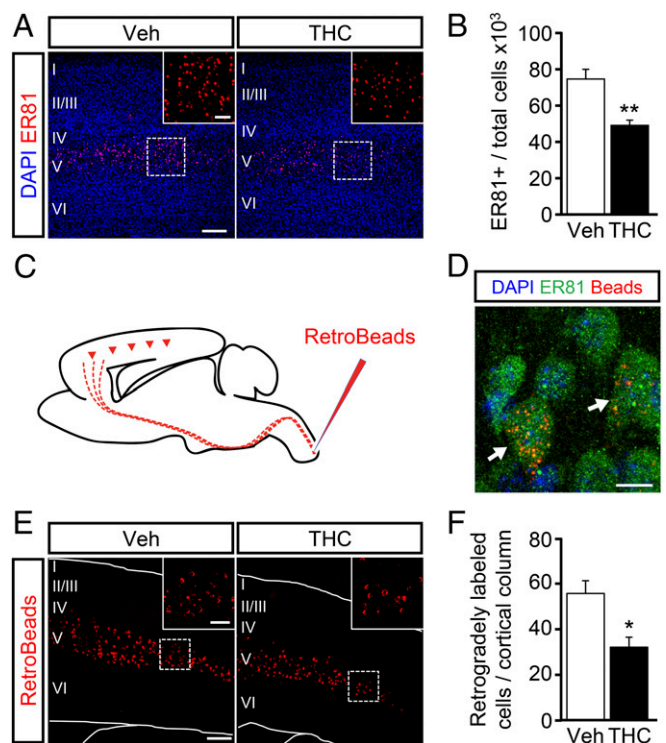 A
Veh
THC
DAPI ER81
I
II/III
IV
V
VI
I
II/III
IV
V
VI
B
ER81+ / total cells x10³
100
80
60
40
20
0
**
Veh THC
C
RetroBeads
D
DAPI ER81 Beads
E
Veh
THC
RetroBeads
I
II/III
IV
V
VI
I
II/III
IV
V
VI
F
Retrogradely labeled
cells / cortical column
80
60
40
20
0
*
Veh THC